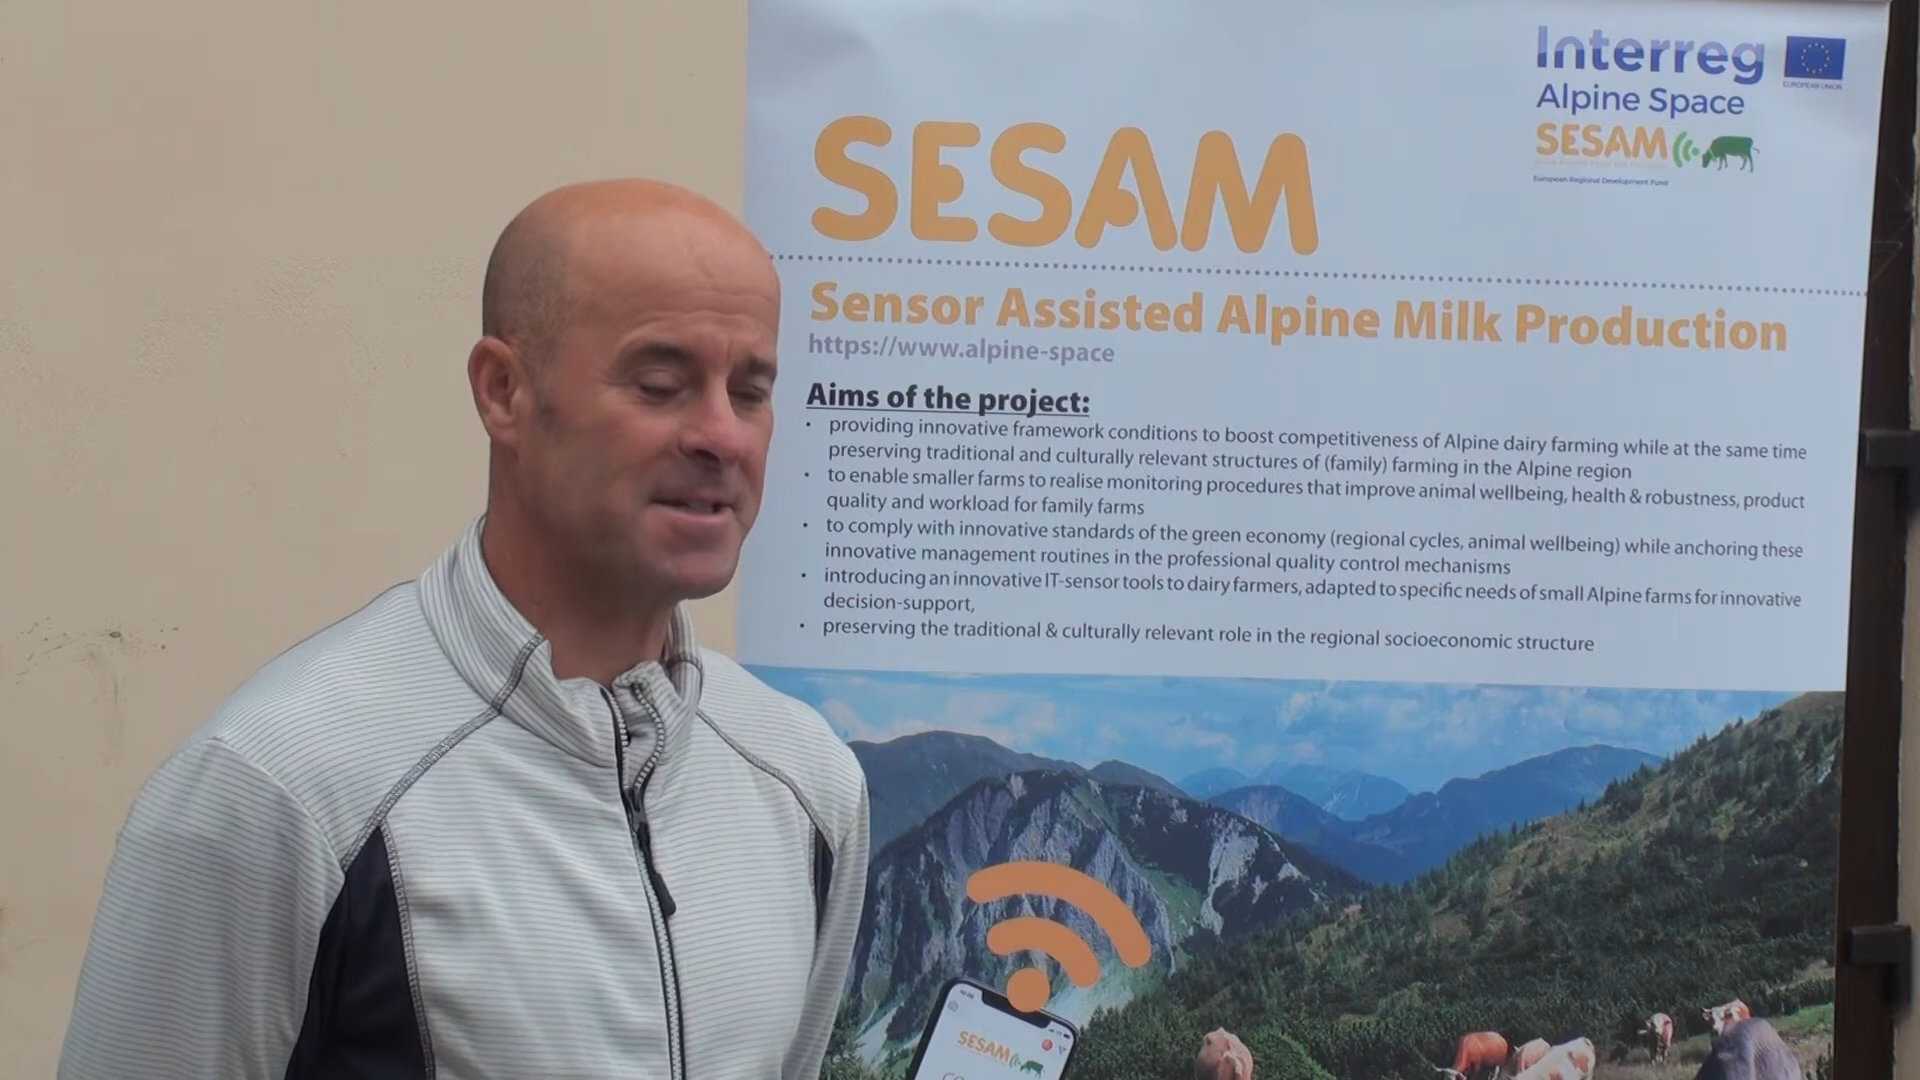 Interreg
EUROPEAN UNION
Alpine Space
SESAM
European Regional Development Fund
SESAM
Sensor Assisted Alpine Milk Production
https://www.alpine-space
Aims of the project:
• providing innovative framework conditions to boost competitiveness of Alpine dairy farming while at the same time
preserving traditional and culturally relevant structures of (family) farming in the Alpine region
• to enable smaller farms to realise monitoring procedures that improve animal wellbeing, health & robustness, product
quality and workload for family farms
• to comply with innovative standards of the green economy (regional cycles, animal wellbeing) while anchoring these
innovative management routines in the professional quality control mechanisms
• introducing an innovative IT-sensor tools to dairy farmers, adapted to specific needs of small Alpine farms for innovative
decision-support,
• preserving the traditional & culturally relevant role in the regional socioeconomic structure
SESAM